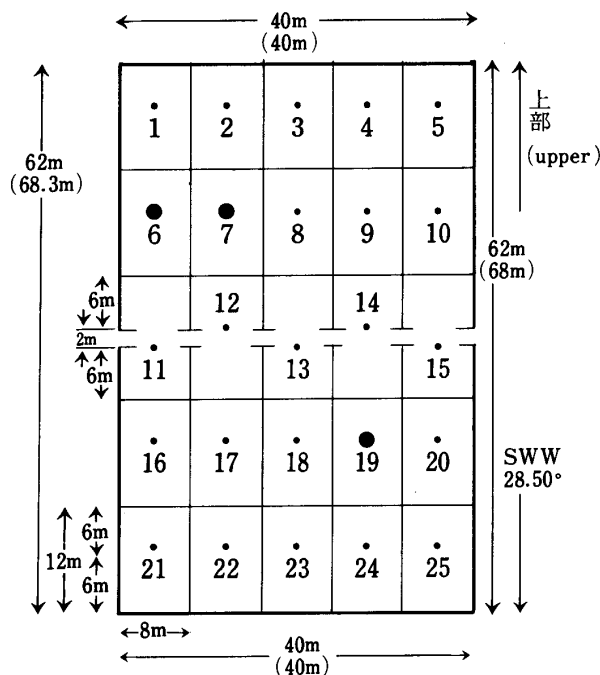 40m
(40m)
上部
(upper)
1 2 3 4 5
62m
(68.3m)
6 7 8 9 10
62m
(68m)
6m
12 14
2m
11 13 15
6m
16 17 18 19 20
SWW
28.50°
6m
12m
21 22 23 24 25
6m
8m
40m
(40m)